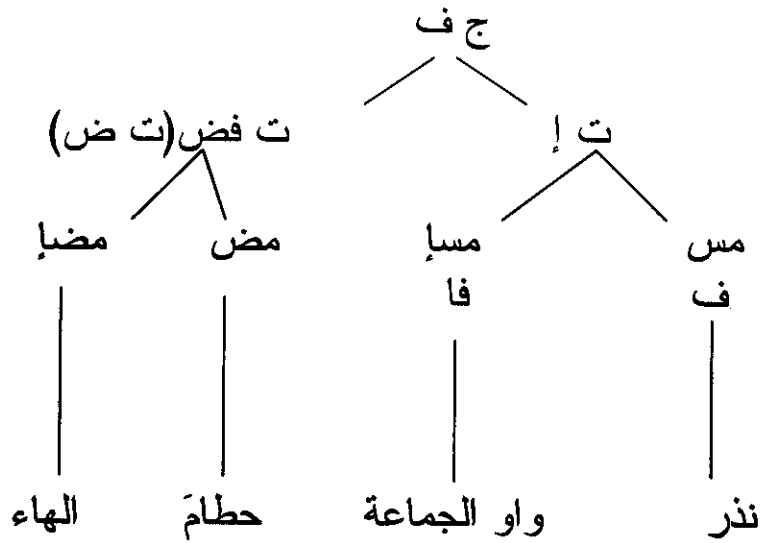 ج ف
ت إ ت فض(ت ض)
مس مسإ مض مضإ
ف فا
نذر واو الجماعة حطامَ الهاء